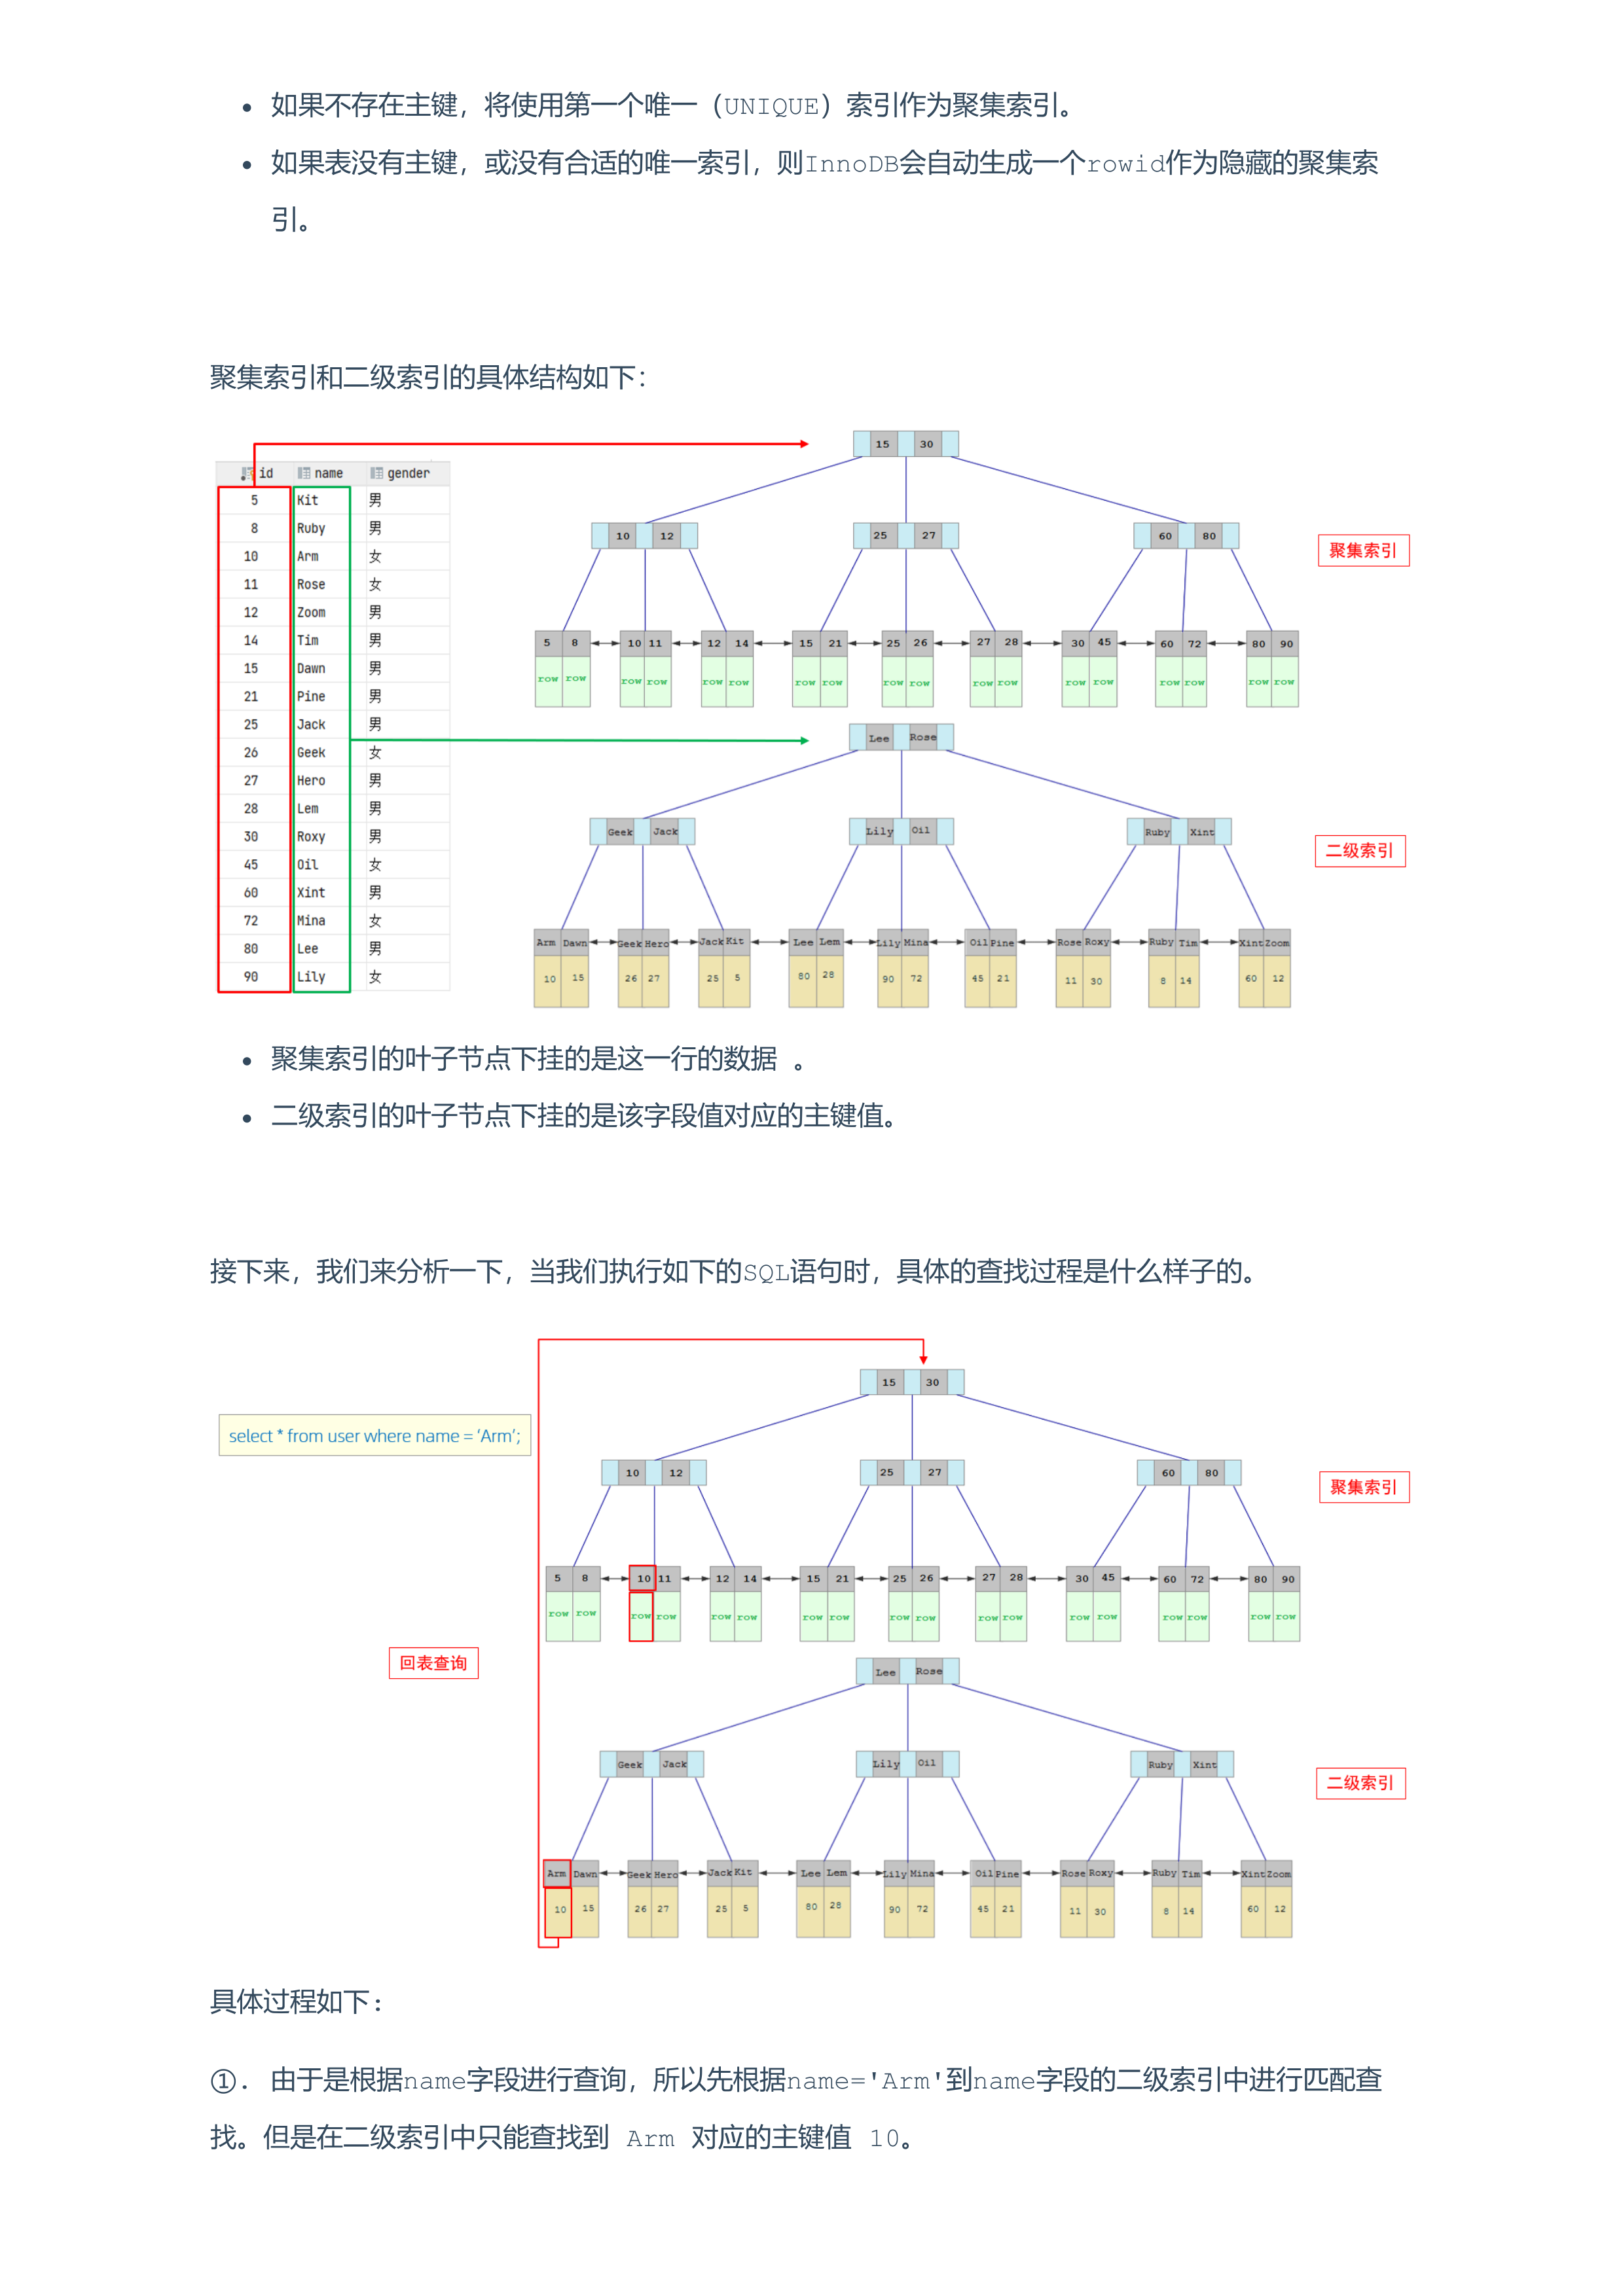 • 如果不存在主键，将使用第一个唯一（UNIQUE）索引作为聚集索引。
• 如果表没有主键，或没有合适的唯一索引，则InnoDB会自动生成一个rowid作为隐藏的聚集索
引。
聚集索引和二级索引的具体结构如下：
id name gender
5 Kit 男
8 Ruby 男
10 Arm 女
11 Rose 女
12 Zoom 男
14 Tim 男
15 Dawn 男
21 Pine 男
25 Jack 男
26 Geek 女
27 Hero 男
28 Lem 男
30 Roxy 男
45 Oil 女
60 Xint 男
72 Mina 女
80 Lee 男
90 Lily 女
15 30
10 12 25 27 60 80
聚集索引
5 8 10 11 12 14 15 21 25 26 27 28 30 45 60 72 80 90
row row row row row row row row row row row row row row row row row row
Lee Rose
Geek Jack Lily Oil Ruby Xint
二级索引
Arm Dawn Geek Hero Jack Kit Lee Lem Lily Mina Oil Pine Rose Roxy Ruby Tim Xint Zoom
10 15 26 27 25 5 80 28 90 72 45 21 11 30 8 14 60 12
• 聚集索引的叶子节点下挂的是这一行的数据 。
• 二级索引的叶子节点下挂的是该字段值对应的主键值。
接下来，我们来分析一下，当我们执行如下的SQL语句时，具体的查找过程是什么样子的。
select * from user where name = ‘Arm’;
15 30
10 12 25 27 60 80
聚集索引
5 8 10 11 12 14 15 21 25 26 27 28 30 45 60 72 80 90
row row row row row row row row row row row row row row row row row row
回表查询
Lee Rose
Geek Jack Lily Oil Ruby Xint
二级索引
Arm Dawn Geek Hero Jack Kit Lee Lem Lily Mina Oil Pine Rose Roxy Ruby Tim Xint Zoom
10 15 26 27 25 5 80 28 90 72 45 21 11 30 8 14 60 12
具体过程如下:
①. 由于是根据name字段进行查询，所以先根据name='Arm'到name字段的二级索引中进行匹配查
找。但是在二级索引中只能查找到 Arm 对应的主键值 10。